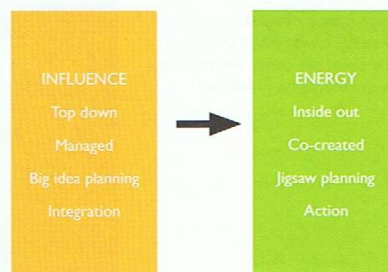 INFLUENCE
Top down
Managed
Big idea planning
Integration
ENERGY
Inside out
Co-created
Jigsaw planning
Action